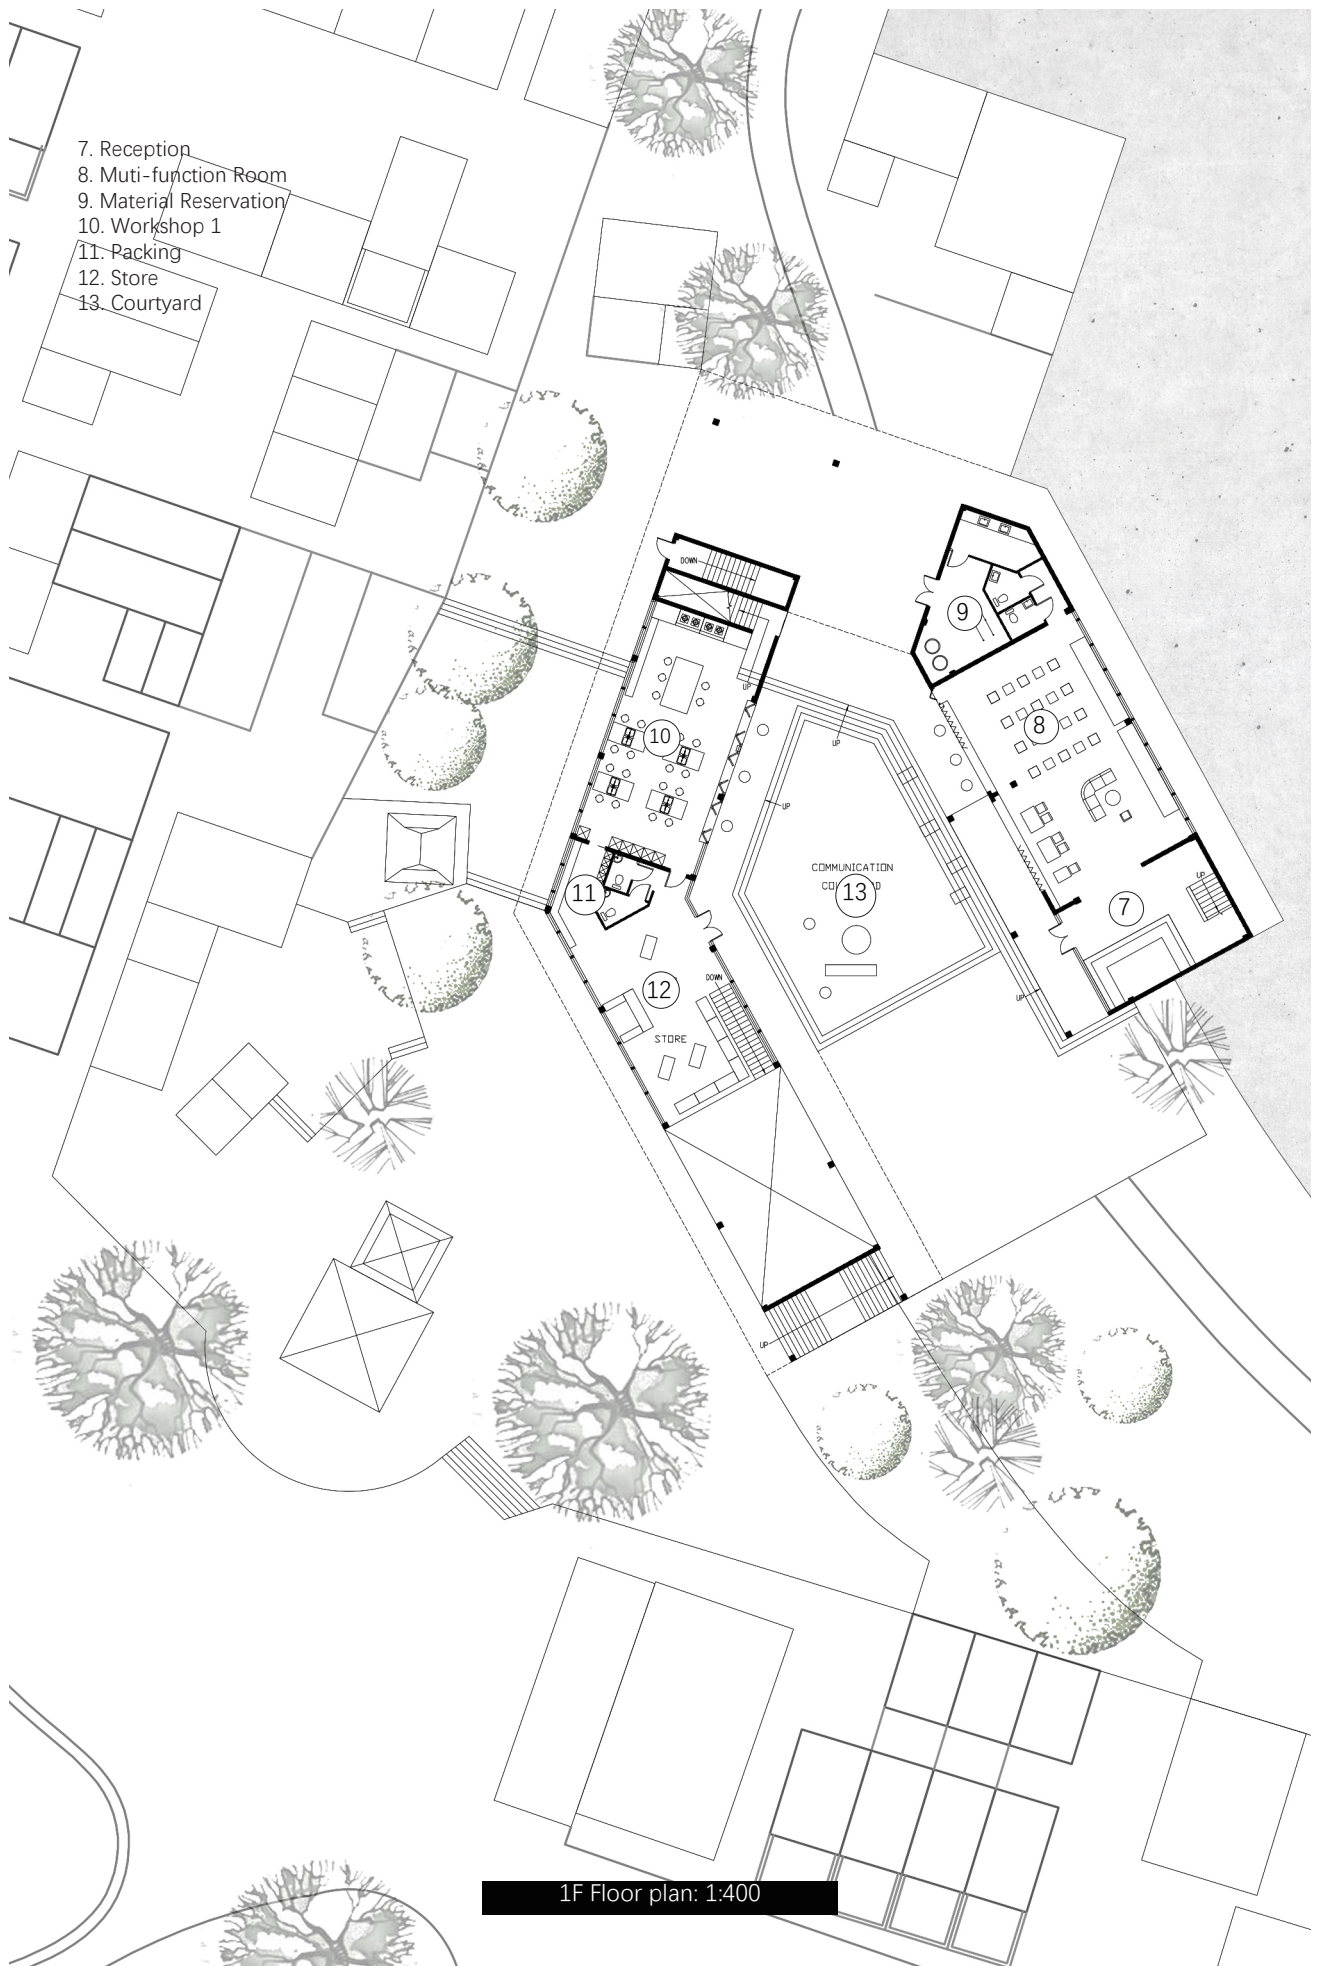 7. Reception
8. Muti-function Room
9. Material Reservation
10. Workshop 1
11. Packing
12. Store
13. Courtyard
DOWN
9
UP
8
10
UP
UP
COMMUNICATION
13
11
UP
7
12
DOWN
UP
STORE
UP
1F Floor plan: 1:400